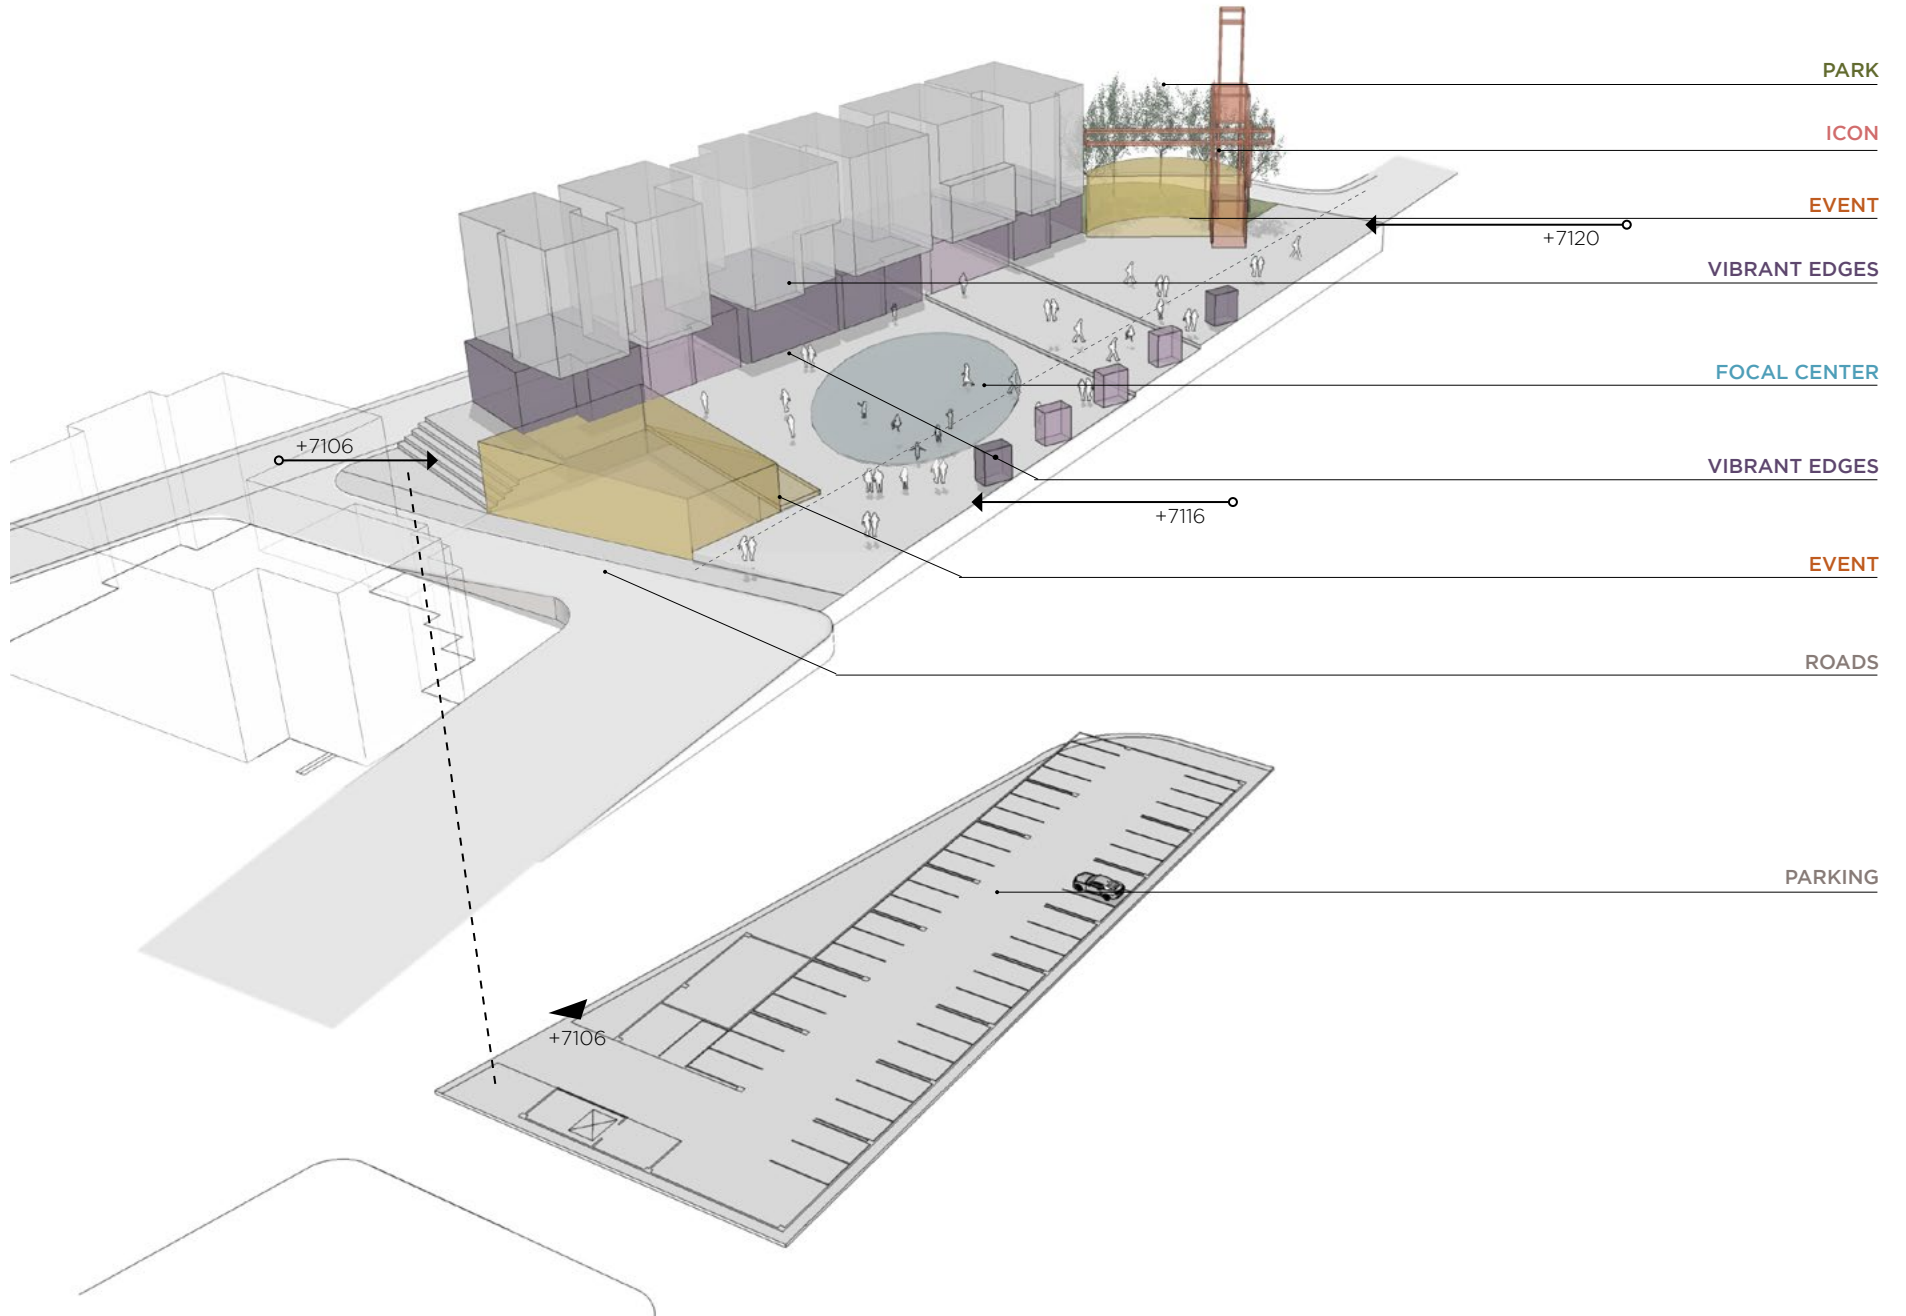 PARK
ICON
EVENT
+7120
VIBRANT EDGES
FOCAL CENTER
+7106
VIBRANT EDGES
+7116
EVENT
ROADS
PARKING
+7106